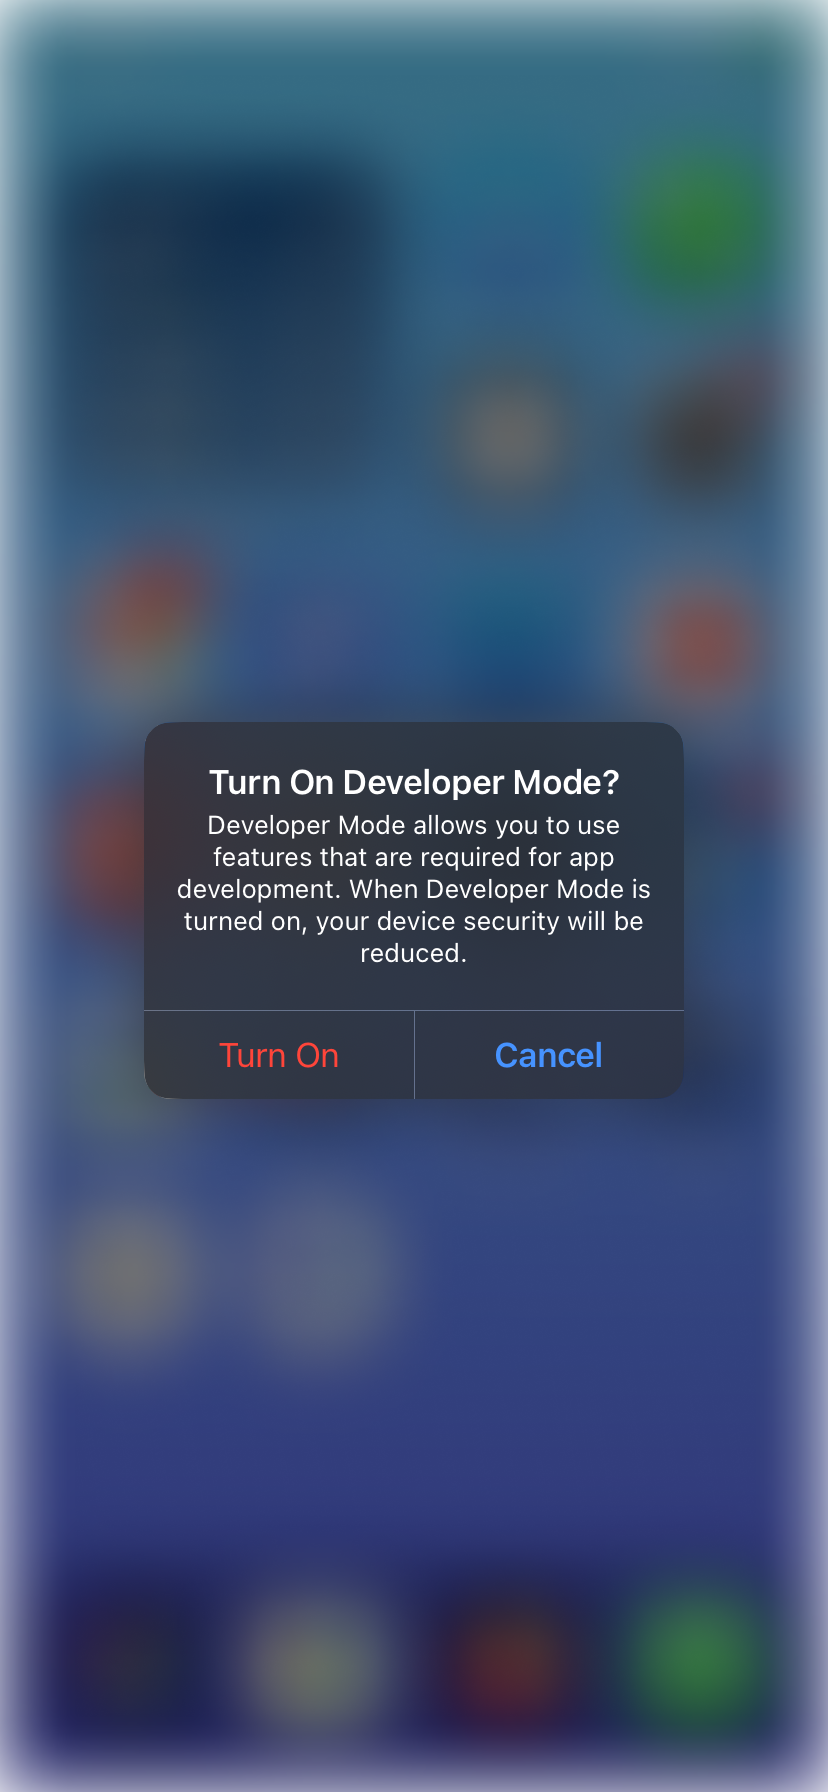 Turn On Developer Mode?
Developer Mode allows you to use
features that are required for app
development. When Developer Mode is
turned on, your device security will be
reduced.
Turn On
Cancel